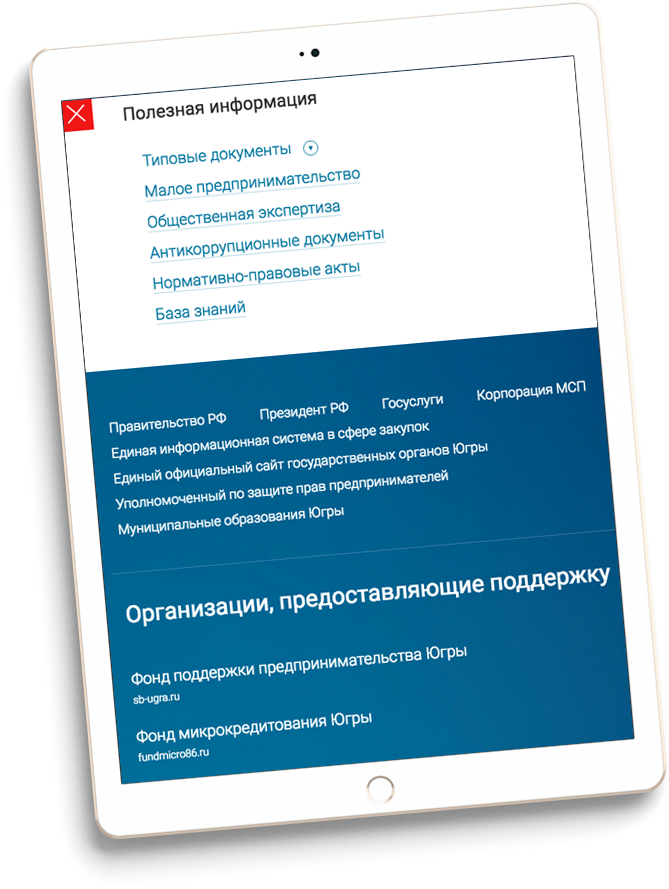 Полезная информация
Типовые документы
Малое предпринимательство
Общественная экспертиза
Антикоррупционные документы
Нормативно-правовые акты
База знаний
Правительство РФ Президент РФ Госуслуги Корпорация МСП
Единая информационная система в сфере закупок
Единый официальный сайт государственных органов Югры
Уполномоченный по защите прав предпринимателей
Муниципальные образования Югры
Организации, предоставляющие поддержку
Фонд поддержки предпринимательства Югры
sb-ugra.ru
Фонд микрокредитования Югры
fundmicro86.ru